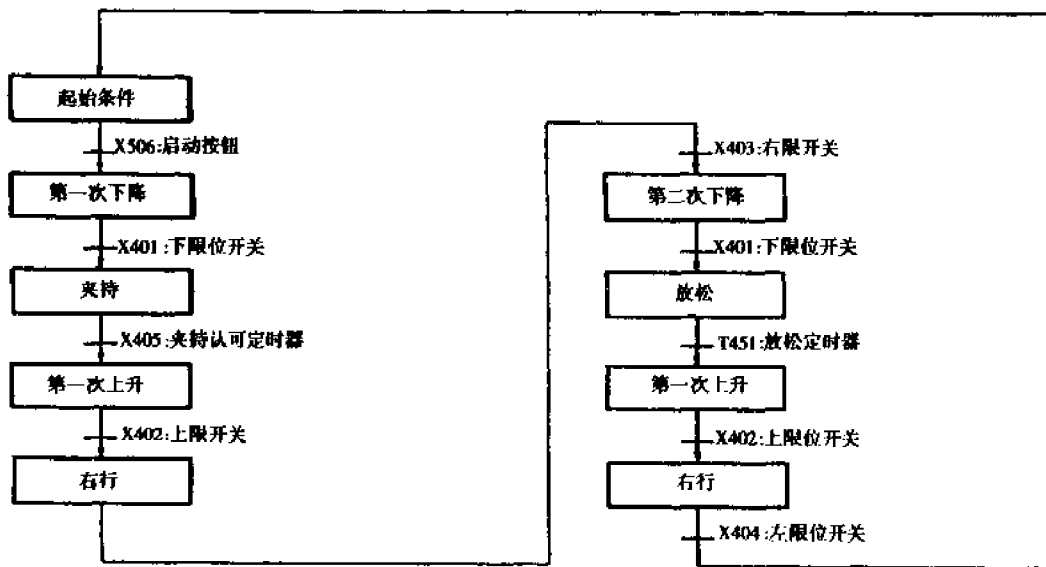 起始条件
X506:启动按钮
第一次下降
X401:下限位开关
夹持
X405:夹持认可定时器
第一次上升
X402:上限开关
右行
X403:右限开关
第二次下降
X401:下限位开关
放松
T451:放松定时器
第一次上升
X402:上限位开关
右行
X404:左限位开关